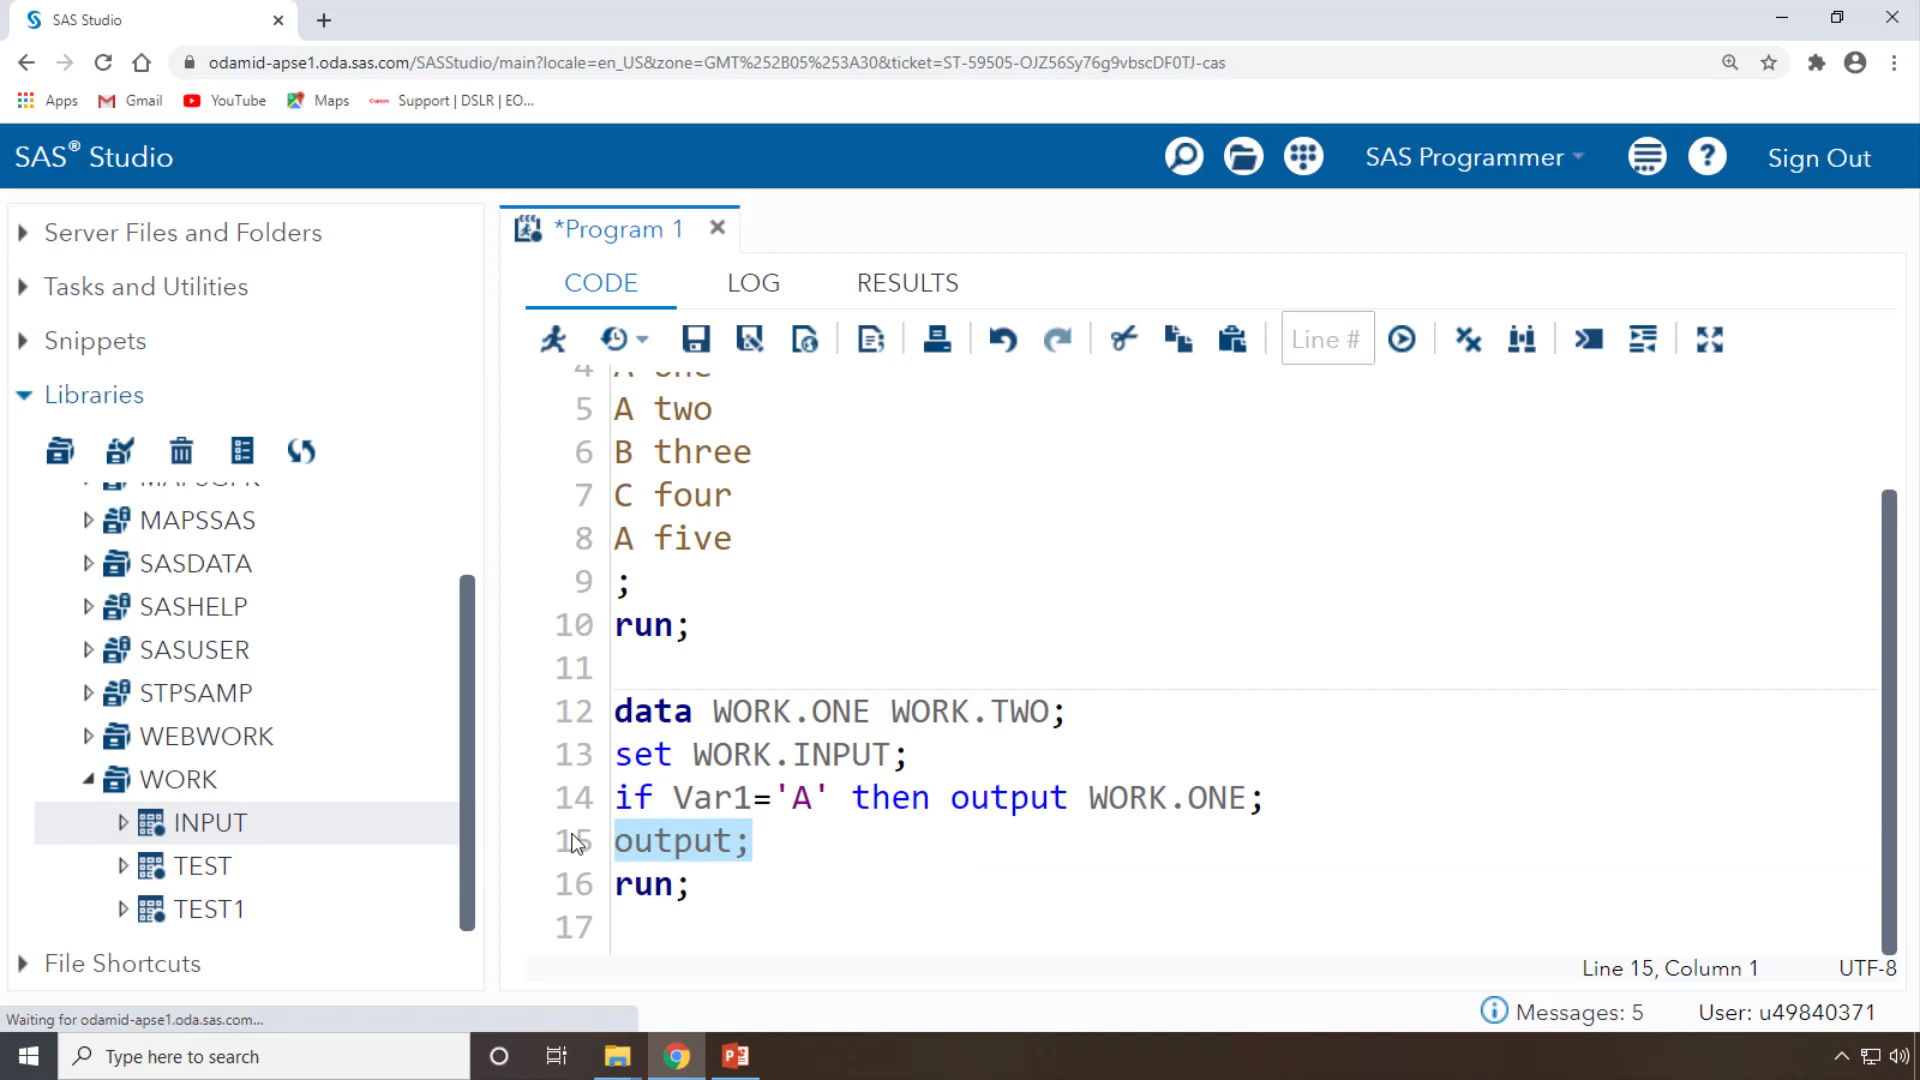 SAS Studio
odamid-apse1.oda.sas.com/SASStudio/main?locale=en_US&zone=GMT%252B05%253A30&ticket=ST-59505-OJZ56Sy76g9vbscDF0TJ-cas
Apps Gmail YouTube Maps Canon Support | DSLR | EO...
SAS® Studio SAS Programmer Sign Out
Server Files and Folders
Tasks and Utilities
Snippets
Libraries
MAPSSAS
SASDATA
SASHELP
SASUSER
STPSAMP
WEBWORK
WORK
INPUT
TEST
TEST1
File Shortcuts
*Program 1
CODE LOG RESULTS
Line #
4 A one
5 A two
6 B three
7 C four
8 A five
9 ;
10 run;
11
12 data WORK.ONE WORK.TWO;
13 set WORK.INPUT;
14 if Var1='A' then output WORK.ONE;
15 output;
16 run;
17
Line 15, Column 1 UTF-8
Messages: 5 User: u49840371
Waiting for odamid-apse1.oda.sas.com...
Type here to search